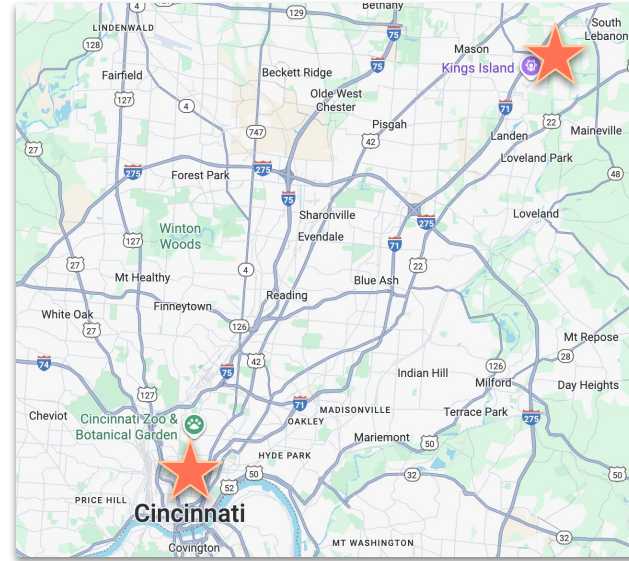 Bethany
4
129
LINDENWALD
South
Lebanon
75
128
Mason
Kings Island
75
Fairfield
Beckett Ridge
127
Olde West
Chester
4
71
22
Pisgah
747
42
Landen
Maineville
27
Loveland Park
275
275
Forest Park
48
75
Sharonville
Loveland
275
Winton
Woods
Evendale
127
71
27
4
22
Mt Healthy
Blue Ash
Reading
Finneytown
White Oak
126
27
Mt Repose
28
74
42
126
75
Indian Hill
Milford
Day Heights
127
71
MADISONVILLE
Cheviot
Cincinnati Zoo &
Botanical Garden
OAKLEY
Terrace Park
275
Mariemont
50
HYDE PARK
50
32
50
52
PRICE HILL
Cincinnati
32
MT WASHINGTON
Covington